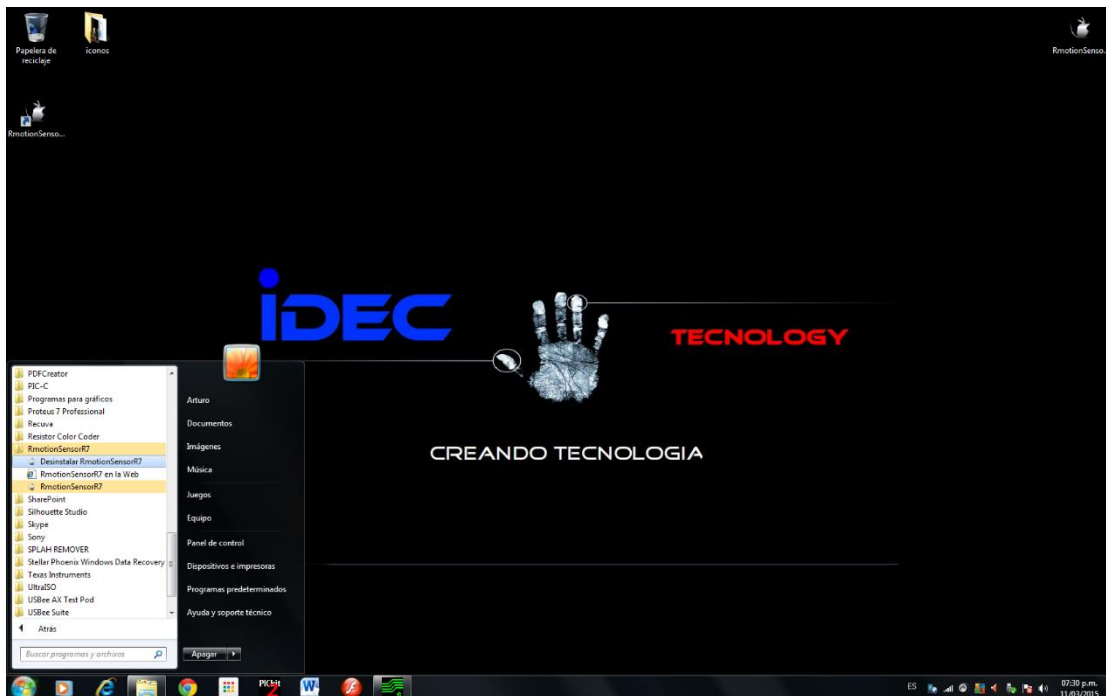 Papelera de
reciclaje
iconos
RmotionSenso...
RmotionSenso...
iDEC
TECNOLOGY
CREANDO TECNOLOGIA
PDFCreator
PIC-C
Programas para gráficos
Proteus 7 Professional
Recuva
Resistor Color Coder
RmotionSensorR7
Desinstalar RmotionSensorR7
RmotionSensorR7 en la Web
RmotionSensorR7
SharePoint
Silhouette Studio
Skype
Sony
SPLAH REMOVER
Stellar Phoenix Windows Data Recovery
Texas Instruments
UltraISO
USBee AX Test Pod
USBee Suite
Atrás
Buscar programas y archivos
Arturo
Documentos
Imágenes
Música
Juegos
Equipo
Panel de control
Dispositivos e impresoras
Programas predeterminados
Ayuda y soporte técnico
Apagar
PICkit
2
W
ES
07:30 p.m.
11/03/2015